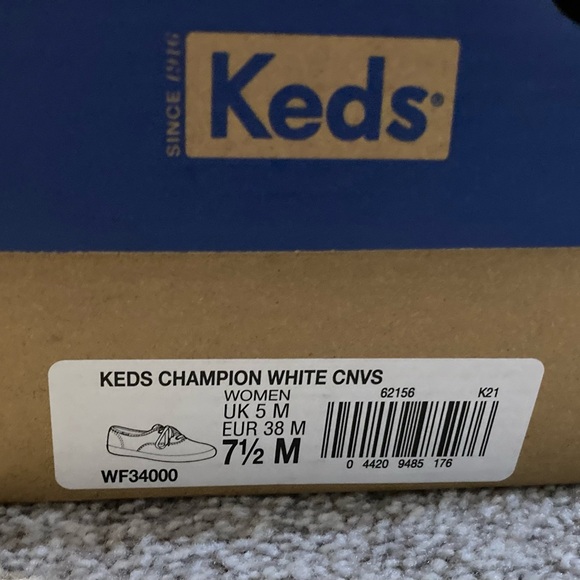 SINCE 1916
Keds®
KEDS CHAMPION WHITE CNVS
WOMEN
UK 5 M
EUR 38 M
7½ M
WF34000
62156 K21
0 4420 9485 176